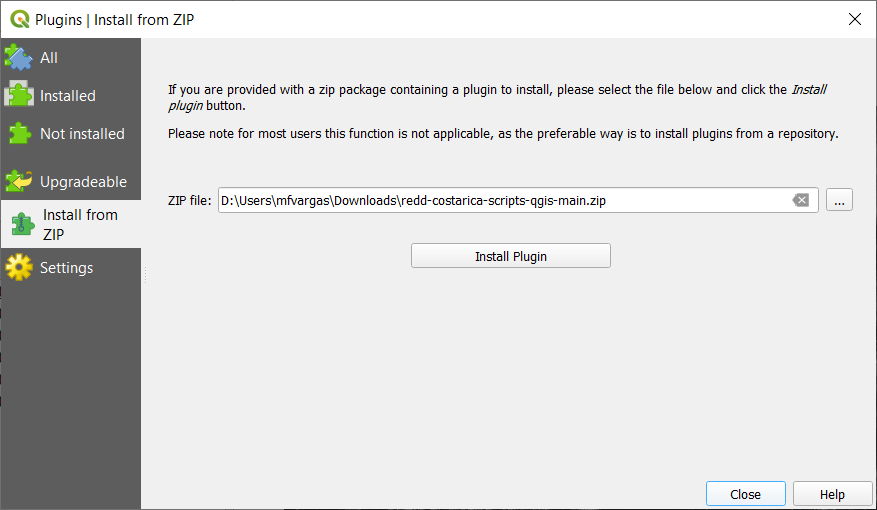 Plugins | Install from ZIP
All
Installed
Not installed
Upgradeable
Install from
ZIP
Settings
If you are provided with a zip package containing a plugin to install, please select the file below and click the Install
plugin button.
Please note for most users this function is not applicable, as the preferable way is to install plugins from a repository.
ZIP file: D:\Users\mfvargas\Downloads\redd-costarica-scripts-qgis-main.zip ...
Install Plugin
Close Help